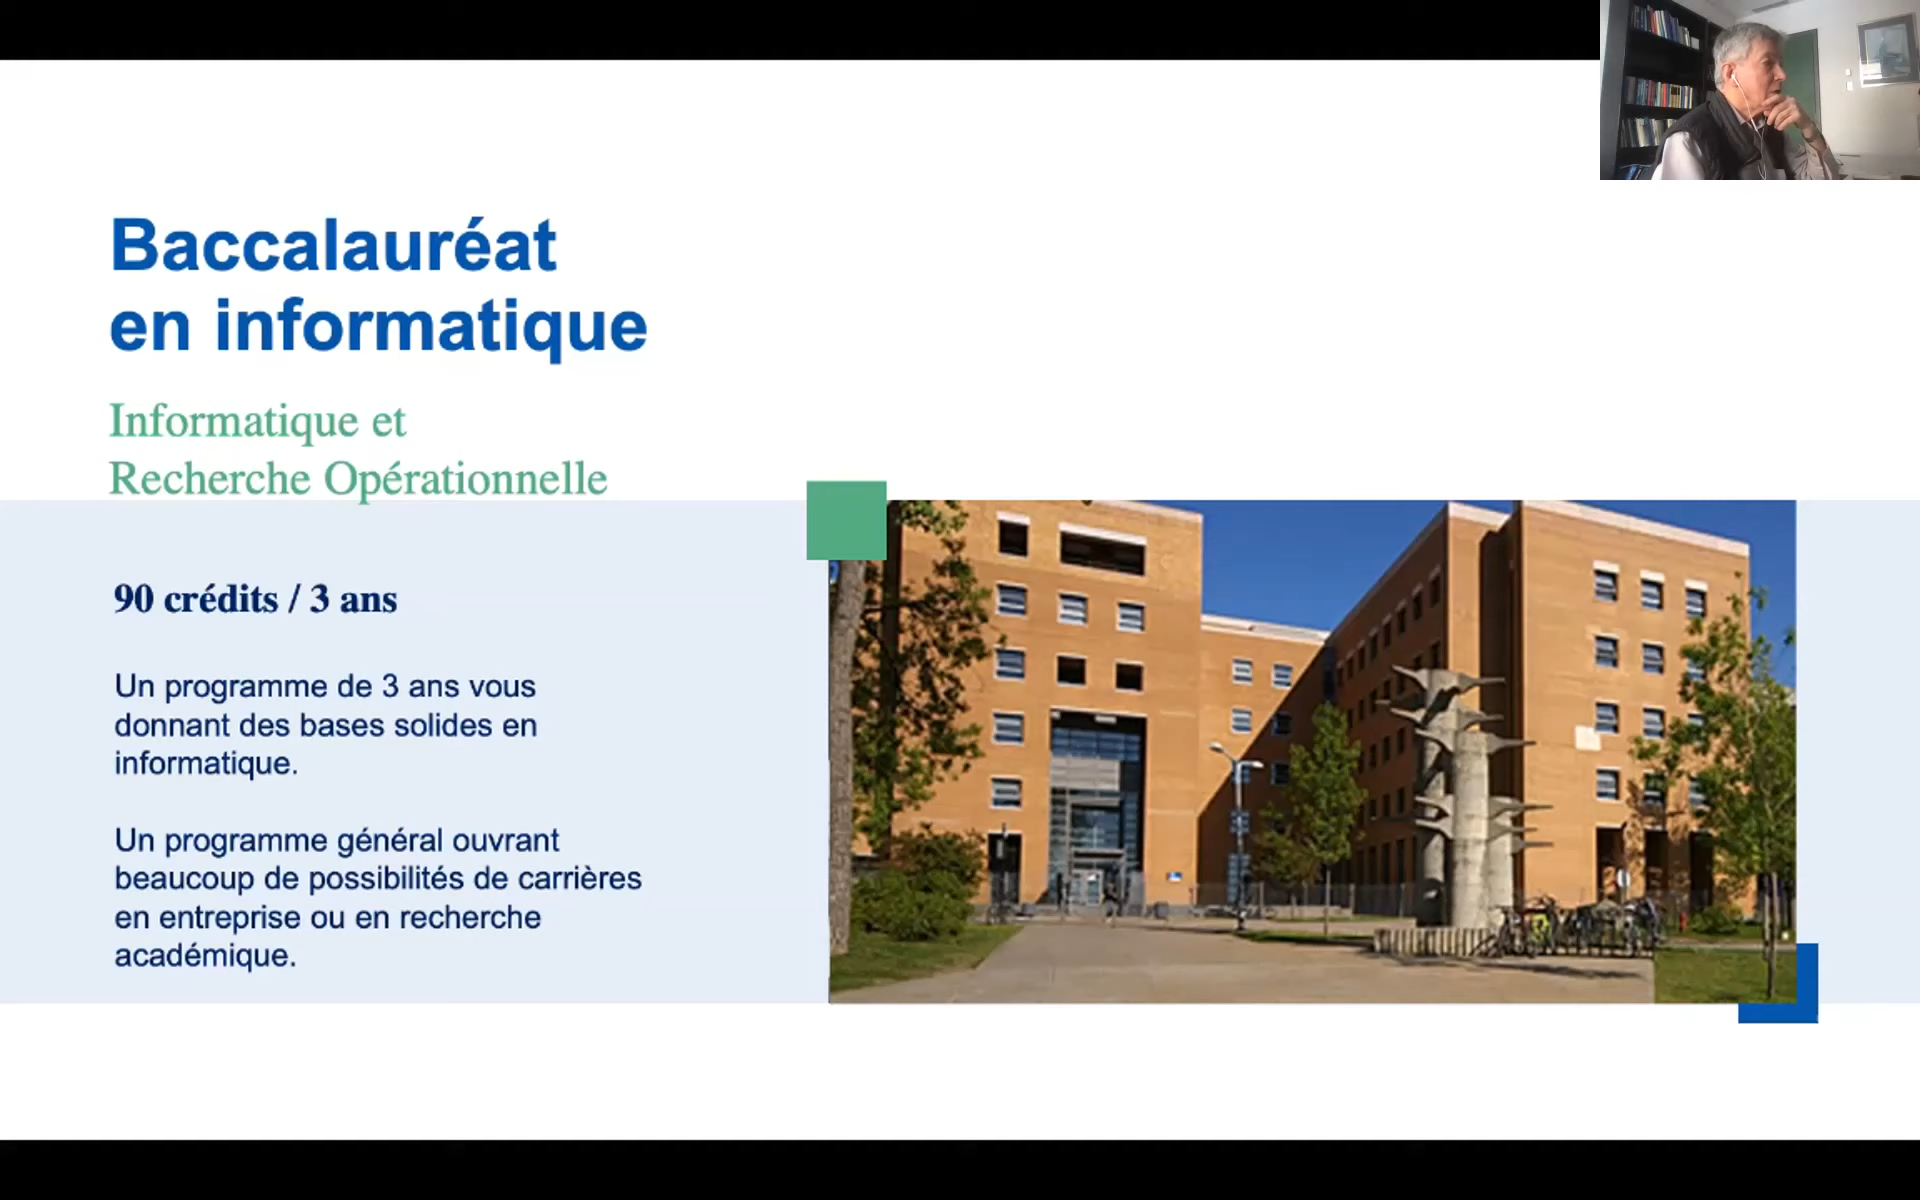 Baccalauréat
en informatique
Informatique et
Recherche Opérationnelle
90 crédits / 3 ans
Un programme de 3 ans vous
donnant des bases solides en
informatique.
Un programme général ouvrant
beaucoup de possibilités de carrières
en entreprise ou en recherche
académique.